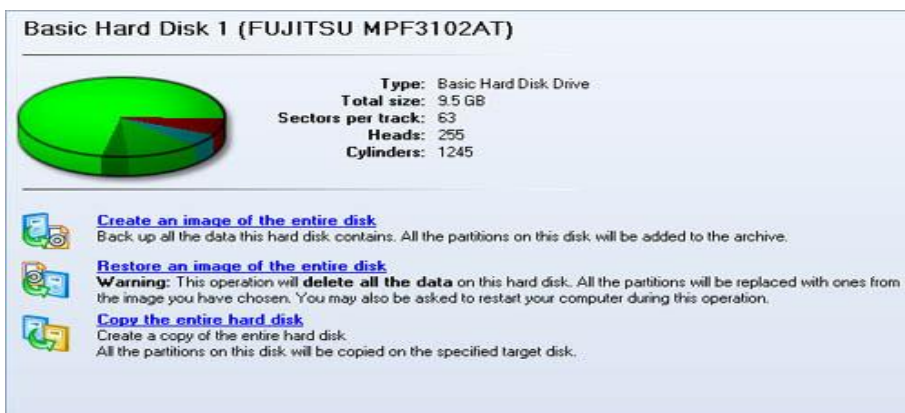 Basic Hard Disk 1 (FUJITSU MPF3102AT)
Type: Basic Hard Disk Drive
Total size: 9.5 GB
Sectors per track: 63
Heads: 255
Cylinders: 1245
Create an image of the entire disk
Back up all the data this hard disk contains. All the partitions on this disk will be added to the archive.
Restore an image of the entire disk
Warning: This operation will delete all the data on this hard disk. All the partitions will be replaced with ones from
the image you have chosen. You may also be asked to restart your computer during this operation.
Copy the entire hard disk
Create a copy of the entire hard disk
All the partitions on this disk will be copied on the specified target disk.